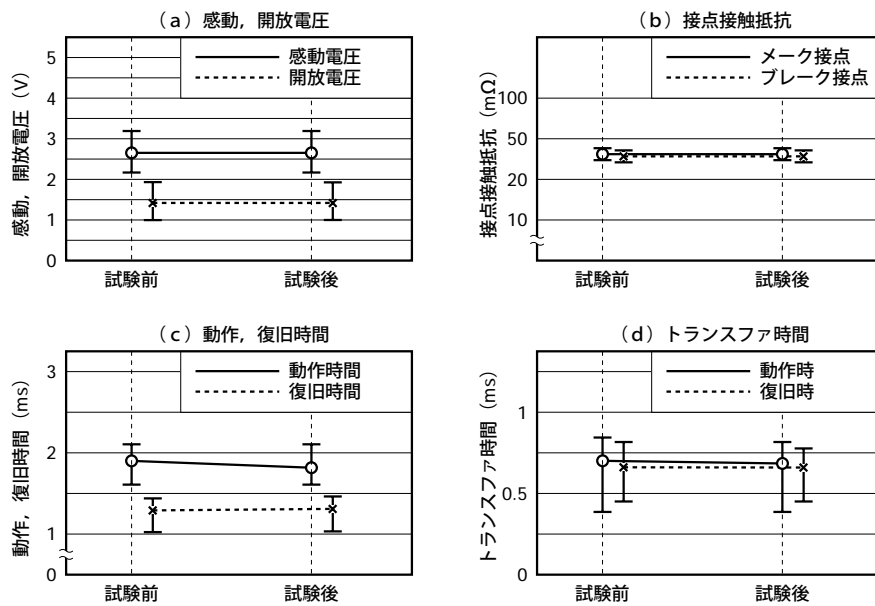 (a) 感動，開放電圧
感動，開放電圧（V）
5
4
3
2
1
0
感動電圧
開放電圧
試験前
試験後
(b) 接点接触抵抗
接点接触抵抗（mΩ）
100
50
20
10
メーク接点
ブレーク接点
試験前
試験後
(c) 動作，復旧時間
動作，復旧時間（ms）
3
2
1
0
動作時間
復旧時間
試験前
試験後
(d) トランスファ時間
トランスファ時間（ms）
1
0.5
0
動作時
復旧時
試験前
試験後